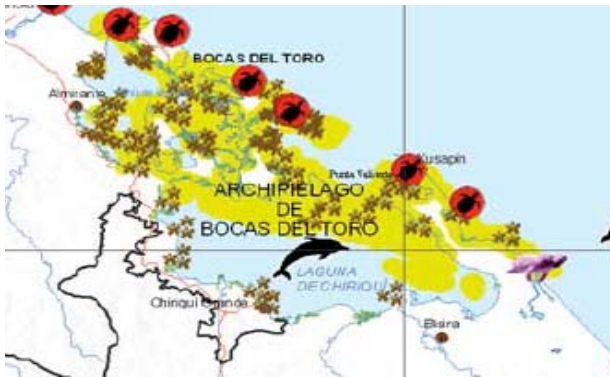 BOCAS DEL TORO
Almirante
Kusapin
Punta Valiente
ARCHIPIELAGO
DE
BOCAS DEL TORO
LAGUNA
DE CHIRIQUI
Chiriqui Grande
Bisira